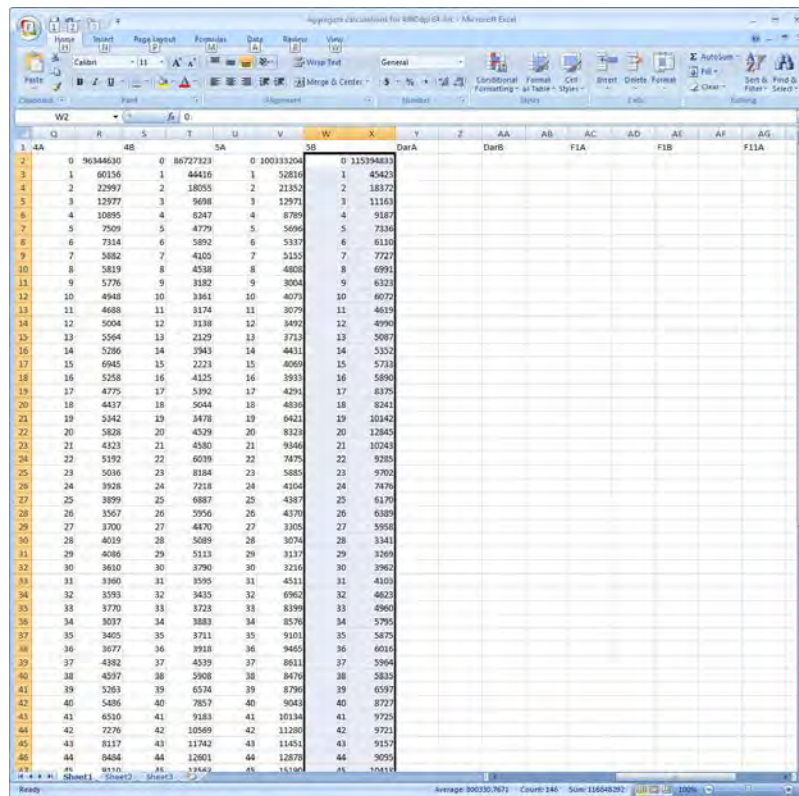 Aggregate calculations for 4800dpi 64-bit - Microsoft Excel
Home Insert Page Layout Formulas Data Review View
Calibri 11 General
Wrap Text
Merge & Center
Paste
Conditional Formatting Format as Table Cell Styles
Insert Delete Format
AutoSum Fill Clear
Sort & Filter Find & Select
Clipboard Font Alignment Number Styles Cells Editing
W2 0
Q R S T U V W X Y Z AA AB AC AD AE AF AG
1 4A 4B 5A 5B DarA DarB F1A F1B F11A
2 0 96344630 0 86727323 0 100333204 0 115394833
3 1 60156 1 44416 1 52816 1 45423
4 2 22997 2 18055 2 21352 2 18372
5 3 12977 3 9698 3 12971 3 11163
6 4 10895 4 8247 4 8789 4 9187
7 5 7509 5 4779 5 5696 5 7336
8 6 7314 6 5892 6 5337 6 6110
9 7 5882 7 4105 7 5155 7 7727
10 8 5819 8 4538 8 4808 8 6991
11 9 5776 9 3182 9 3004 9 6323
12 10 4948 10 3361 10 4073 10 6072
13 11 4688 11 3174 11 3079 11 4619
14 12 5004 12 3138 12 3492 12 4990
15 13 5564 13 2129 13 3713 13 5087
16 14 5286 14 3943 14 4431 14 5352
17 15 6945 15 2223 15 4069 15 5733
18 16 5258 16 4125 16 3933 16 5890
19 17 4775 17 5392 17 4291 17 8375
20 18 4437 18 5044 18 4836 18 8241
21 19 5342 19 3478 19 6421 19 10142
22 20 5828 20 4529 20 8323 20 12845
23 21 4323 21 4580 21 9346 21 10243
24 22 5192 22 6039 22 7475 22 9285
25 23 5036 23 8184 23 5885 23 9702
26 24 3928 24 7218 24 4104 24 7476
27 25 3899 25 6887 25 4387 25 6170
28 26 3567 26 5956 26 4370 26 6389
29 27 3700 27 4470 27 3305 27 5958
30 28 4019 28 5089 28 3074 28 3341
31 29 4086 29 5113 29 3137 29 3269
32 30 3610 30 3790 30 3216 30 3962
33 31 3360 31 3595 31 4511 31 4103
34 32 3593 32 3435 32 6962 32 4623
35 33 3770 33 3723 33 8399 33 4960
36 34 3037 34 3883 34 8576 34 5795
37 35 3405 35 3711 35 9101 35 5875
38 36 3677 36 3918 36 9465 36 6016
39 37 4382 37 4539 37 8611 37 5964
40 38 4597 38 5908 38 8476 38 5835
41 39 5263 39 6574 39 8796 39 6597
42 40 5486 40 7857 40 9043 40 8727
43 41 6510 41 9183 41 10134 41 9725
44 42 7276 42 10569 42 11280 42 9721
45 43 8117 43 11742 43 11451 43 9157
46 44 8484 44 12601 44 12878 44 9095
47 45 9110 45 13563 45 15190 45 10418
Sheet1 Sheet2 Sheet3
Ready Average: 800330.7671 Count: 146 Sum: 116848292 100%